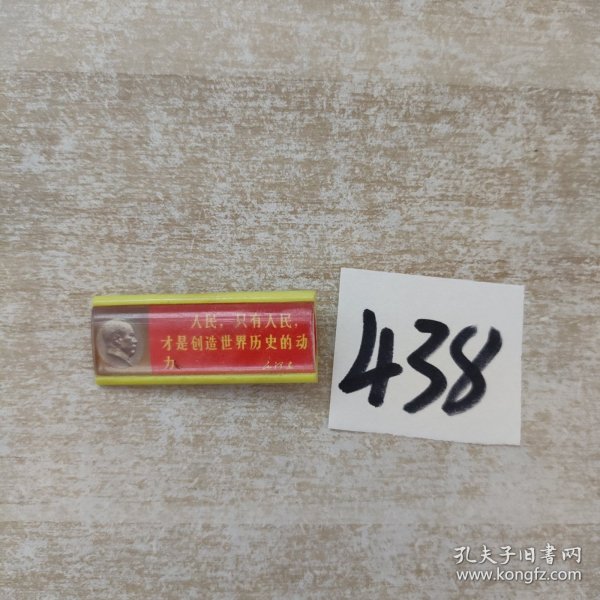 人民，只有人民，
才是创造世界历史的动
力
438
孔夫子旧书网
www.kongfz.com